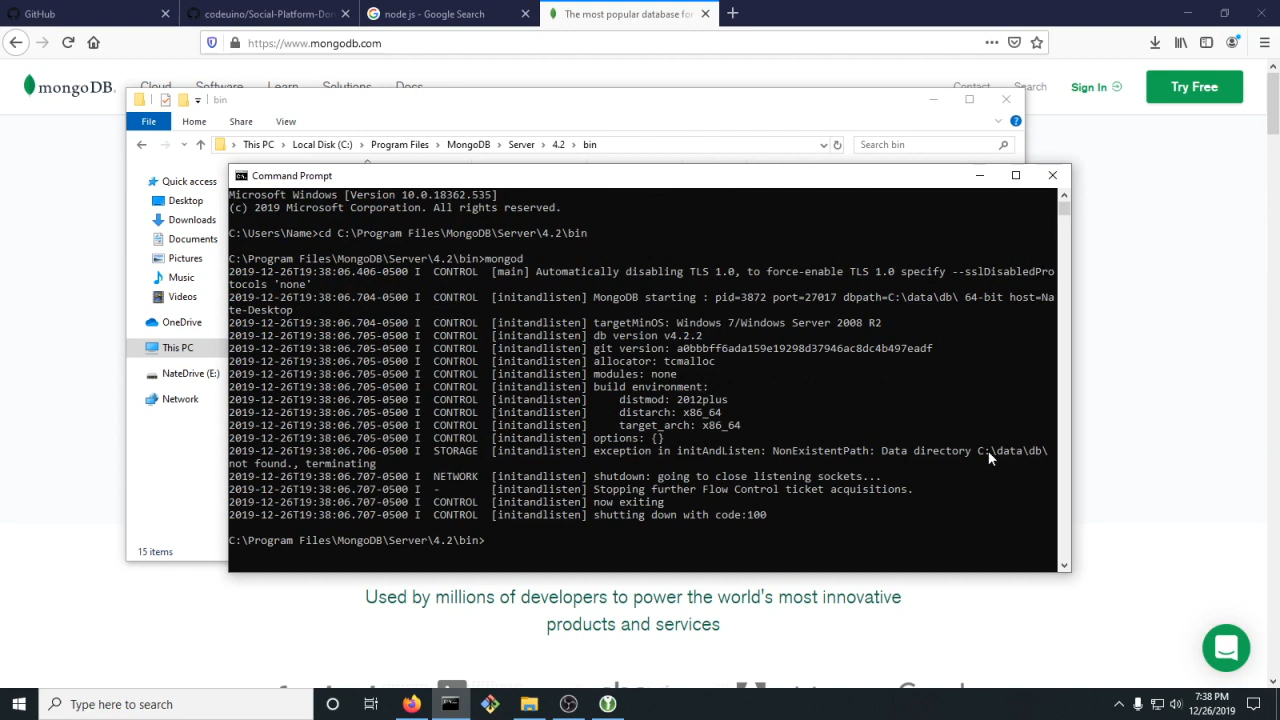 GitHub
codeuino/Social-Platform-Don
node js - Google Search
The most popular database fo
https://www.mongodb.com
mongoDB.
Cloud Software Learn Solutions Docs
Contact Search
Sign In
Try Free
bin
File Home Share View
This PC Local Disk (C:) Program Files MongoDB Server 4.2 bin
Search bin
Quick access
Desktop
Downloads
Documents
Pictures
Music
Videos
OneDrive
This PC
NateDrive (E:)
Network
15 items
Command Prompt
Microsoft Windows [Version 10.0.18362.535]
(c) 2019 Microsoft Corporation. All rights reserved.
C:\Users\Name>cd C:\Program Files\MongoDB\Server\4.2\bin
C:\Program Files\MongoDB\Server\4.2\bin>mongod
2019-12-26T19:38:06.406-0500 I CONTROL [main] Automatically disabling TLS 1.0, to force-enable TLS 1.0 specify --sslDisabledPro
tocols 'none'
2019-12-26T19:38:06.704-0500 I CONTROL [initandlisten] MongoDB starting : pid=3872 port=27017 dbpath=C:\data\db\ 64-bit host=Na
te-Desktop
2019-12-26T19:38:06.704-0500 I CONTROL [initandlisten] targetMinOS: Windows 7/Windows Server 2008 R2
2019-12-26T19:38:06.705-0500 I CONTROL [initandlisten] db version v4.2.2
2019-12-26T19:38:06.705-0500 I CONTROL [initandlisten] git version: a0bbbff6ada159e19298d37946ac8dc4b497eadf
2019-12-26T19:38:06.705-0500 I CONTROL [initandlisten] allocator: tcmalloc
2019-12-26T19:38:06.705-0500 I CONTROL [initandlisten] modules: none
2019-12-26T19:38:06.705-0500 I CONTROL [initandlisten] build environment:
2019-12-26T19:38:06.705-0500 I CONTROL [initandlisten] distmod: 2012plus
2019-12-26T19:38:06.705-0500 I CONTROL [initandlisten] distarch: x86_64
2019-12-26T19:38:06.705-0500 I CONTROL [initandlisten] target_arch: x86_64
2019-12-26T19:38:06.706-0500 I CONTROL [initandlisten] options: {}
2019-12-26T19:38:06.706-0500 I STORAGE [initandlisten] exception in initAndListen: NonExistentPath: Data directory C:\data\db\
not found., terminating
2019-12-26T19:38:06.707-0500 I NETWORK [initandlisten] shutdown: going to close listening sockets...
2019-12-26T19:38:06.707-0500 I - [initandlisten] Stopping further Flow Control ticket acquisitions.
2019-12-26T19:38:06.707-0500 I CONTROL [initandlisten] now exiting
2019-12-26T19:38:06.707-0500 I CONTROL [initandlisten] shutting down with code:100
C:\Program Files\MongoDB\Server\4.2\bin>
Used by millions of developers to power the world's most innovative
products and services
Type here to search
7:38 PM
12/26/2019